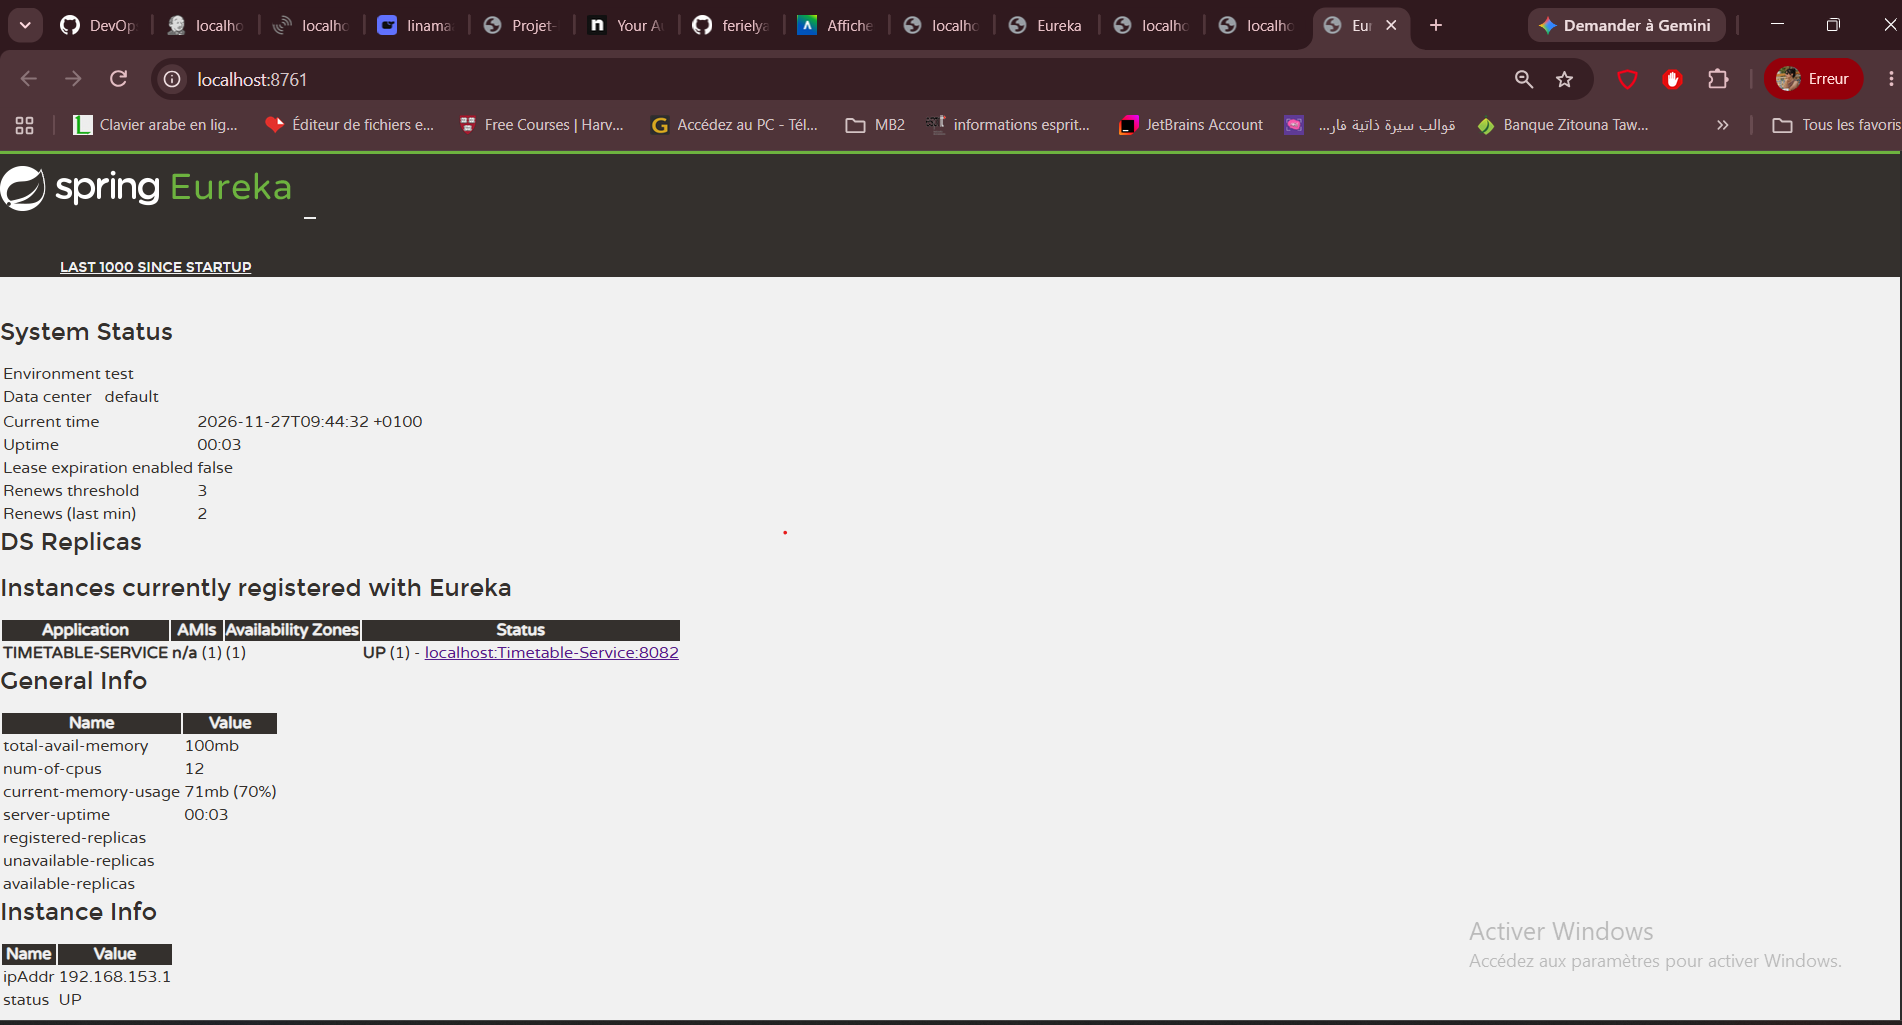 DevOp localho localho linama Projet- Your A ferielya Affiche localho Eureka localho localho Eur Demander à Gemini
localhost:8761 Erreur
Clavier arabe en lig... Éditeur de fichiers e... Free Courses | Harv... Accédez au PC - Tél... MB2 informations esprit... JetBrains Account قوالب سيرة ذاتية فار... Banque Zitouna Taw... Tous les favoris
spring Eureka
LAST 1000 SINCE STARTUP
System Status
Environment test
Data center default
Current time 2026-11-27T09:44:32 +0100
Uptime 00:03
Lease expiration enabled false
Renews threshold 3
Renews (last min) 2
DS Replicas
Instances currently registered with Eureka
Application AMIs Availability Zones Status
TIMETABLE-SERVICE n/a (1) (1) UP (1) - localhost:Timetable-Service:8082
General Info
Name Value
total-avail-memory 100mb
num-of-cpus 12
current-memory-usage 71mb (70%)
server-uptime 00:03
registered-replicas
unavailable-replicas
available-replicas
Instance Info
Name Value
ipAddr 192.168.153.1
status UP
Activer Windows
Accédez aux paramètres pour activer Windows.